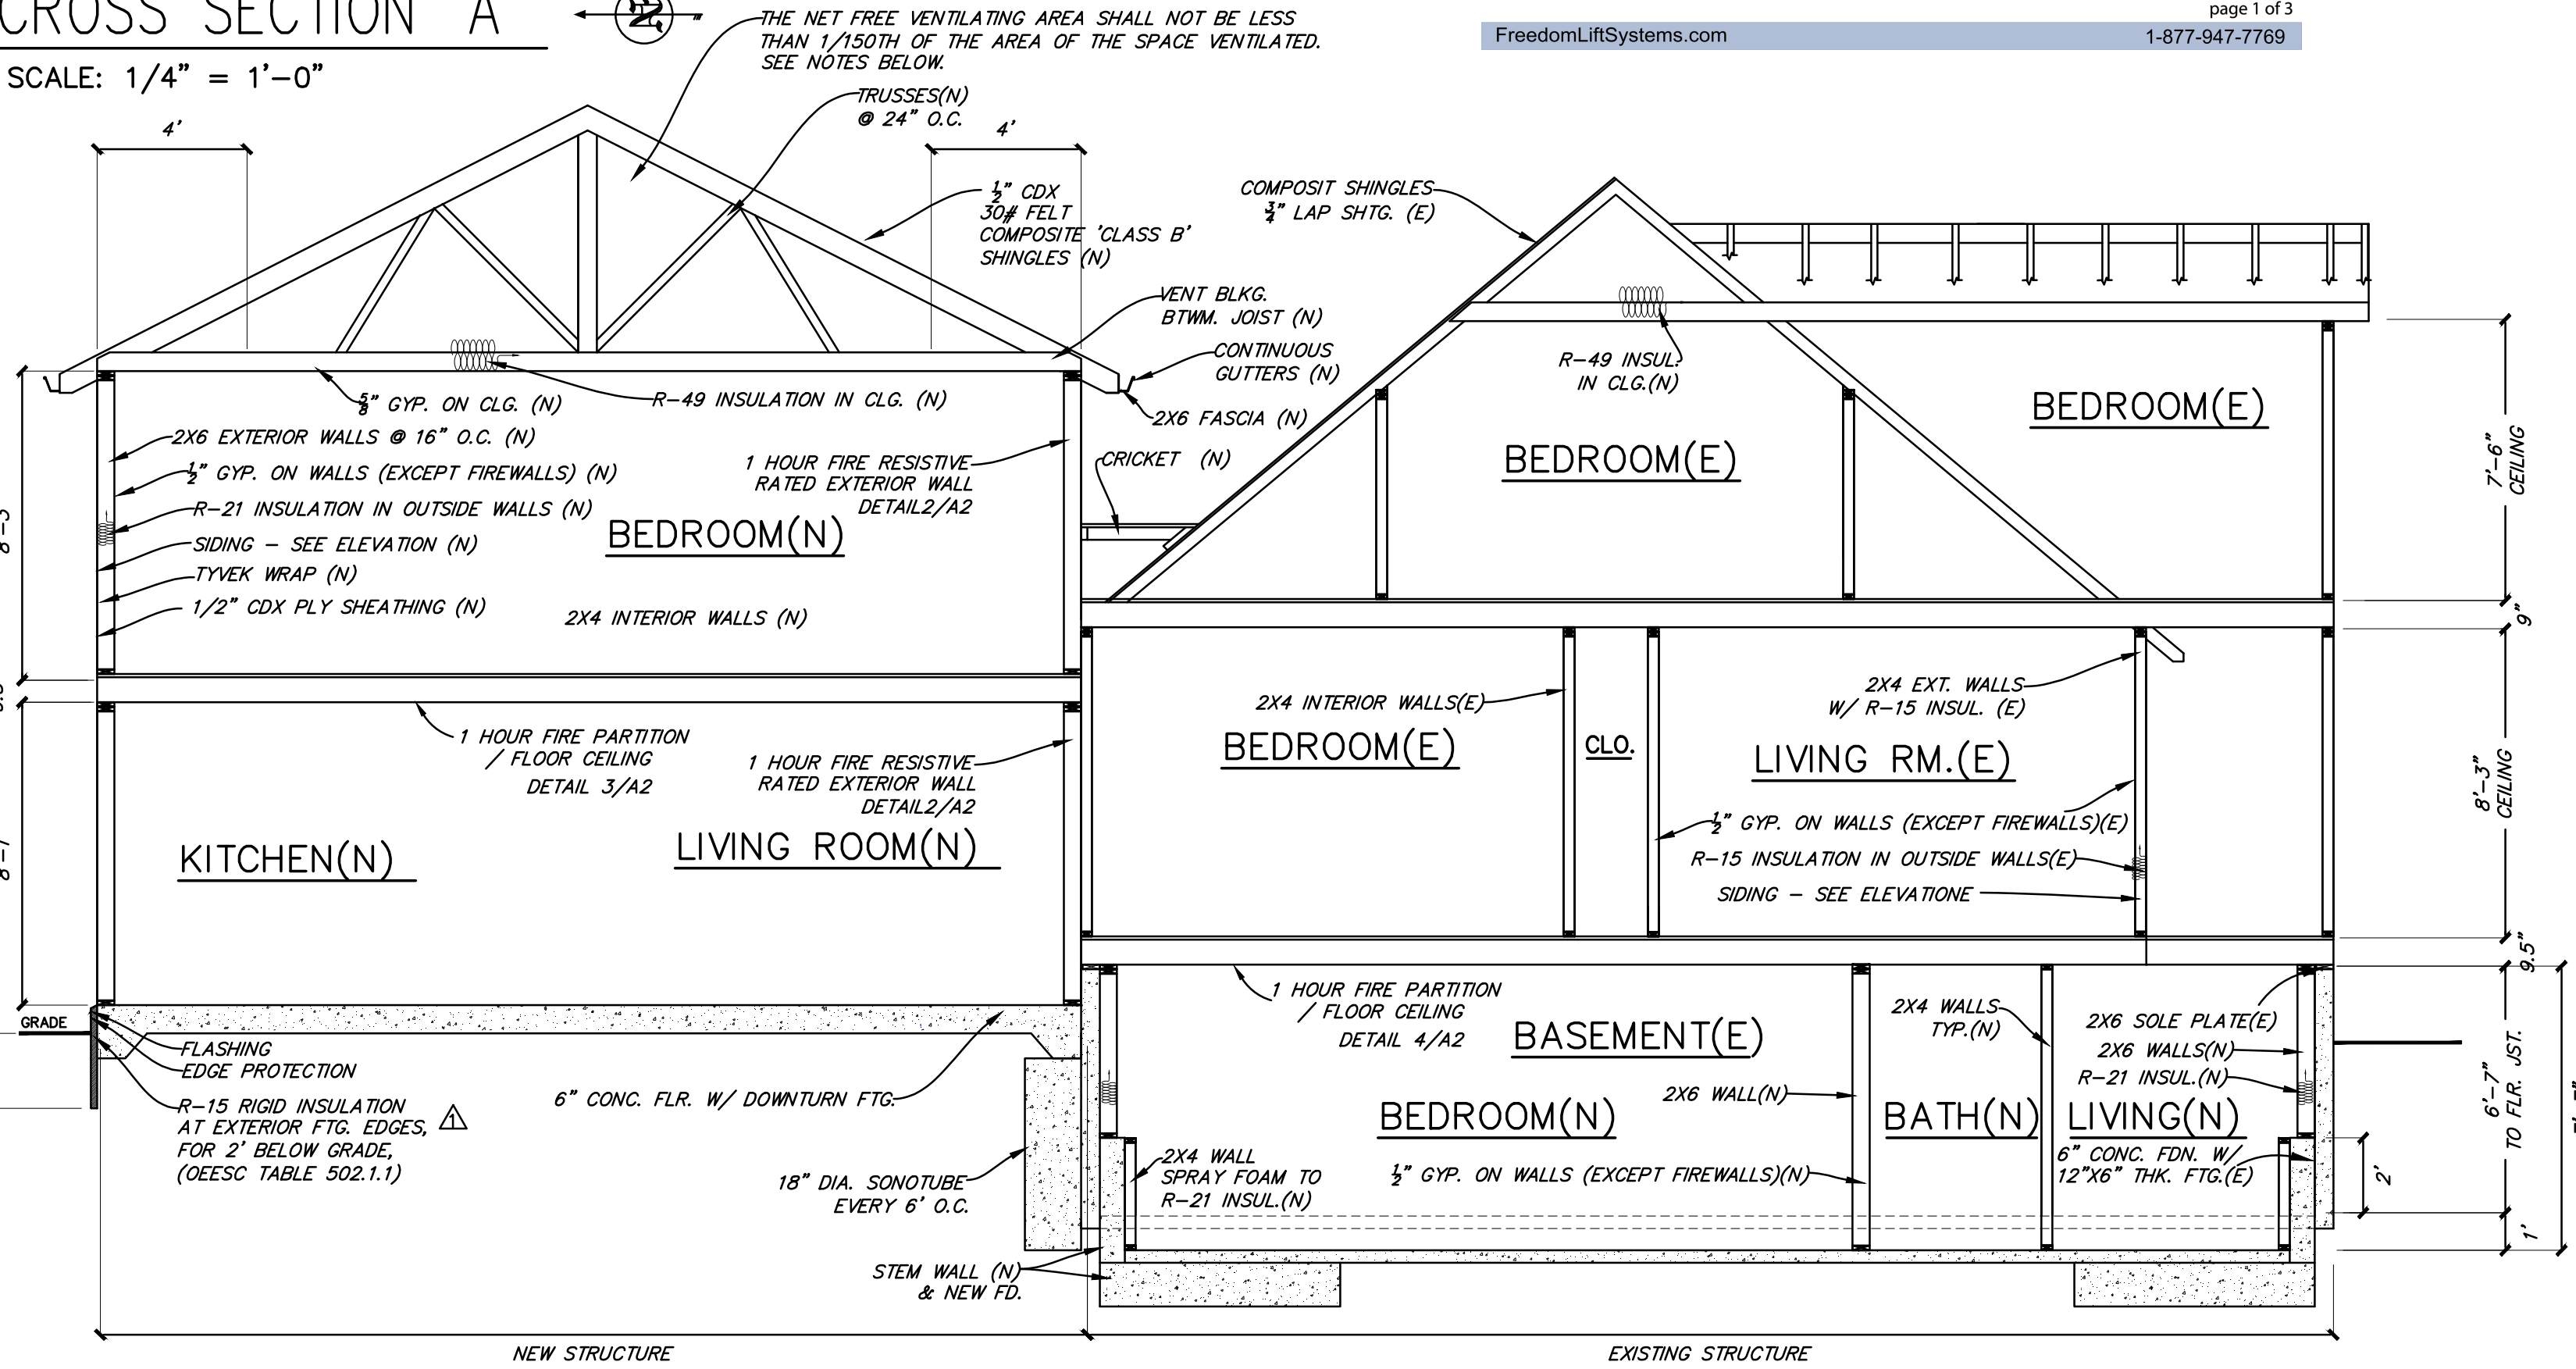 CROSS SECTION A
SCALE: 1/4" = 1'-0"
THE NET FREE VENTILATING AREA SHALL NOT BE LESS
THAN 1/150TH OF THE AREA OF THE SPACE VENTILATED.
SEE NOTES BELOW.
page 1 of 3
FreedomLiftSystems.com
1-877-947-7769
4'
TRUSSES(N)
@ 24" O.C.
4'
½" CDX
30# FELT
COMPOSITE 'CLASS B'
SHINGLES (N)
COMPOSIT SHINGLES
¾" LAP SHTG. (E)
VENT BLKG.
BTWM. JOIST (N)
CONTINUOUS
GUTTERS (N)
2X6 FASCIA (N)
CRICKET (N)
R-49 INSUL.
IN CLG.(N)
BEDROOM(E)
BEDROOM(E)
7'-6"
CEILING
⅝" GYP. ON CLG. (N)
R-49 INSULATION IN CLG. (N)
2X6 EXTERIOR WALLS @ 16" O.C. (N)
½" GYP. ON WALLS (EXCEPT FIREWALLS) (N)
R-21 INSULATION IN OUTSIDE WALLS (N)
SIDING - SEE ELEVATION (N)
TYVEK WRAP (N)
1/2" CDX PLY SHEATHING (N)
1 HOUR FIRE RESISTIVE
RATED EXTERIOR WALL
DETAIL2/A2
BEDROOM(N)
2X4 INTERIOR WALLS (N)
9"
1 HOUR FIRE PARTITION
/ FLOOR CEILING
DETAIL 3/A2
1 HOUR FIRE RESISTIVE
RATED EXTERIOR WALL
DETAIL2/A2
KITCHEN(N)
LIVING ROOM(N)
2X4 INTERIOR WALLS(E)
BEDROOM(E)
CLO.
2X4 EXT. WALLS
W/ R-15 INSUL. (E)
LIVING RM.(E)
½" GYP. ON WALLS (EXCEPT FIREWALLS)(E)
R-15 INSULATION IN OUTSIDE WALLS(E)
SIDING - SEE ELEVATIONE
8'-3"
CEILING
9.5"
GRADE
FLASHING
EDGE PROTECTION
R-15 RIGID INSULATION
AT EXTERIOR FTG. EDGES,
FOR 2' BELOW GRADE,
(OEESC TABLE 502.1.1)
1
6" CONC. FLR. W/ DOWNTURN FTG.
18" DIA. SONOTUBE
EVERY 6' O.C.
STEM WALL (N)
& NEW FD.
1 HOUR FIRE PARTITION
/ FLOOR CEILING
DETAIL 4/A2
BASEMENT(E)
2X4 WALLS
TYP.(N)
2X6 SOLE PLATE(E)
2X6 WALLS(N)
R-21 INSUL.(N)
2X6 WALL(N)
BEDROOM(N)
BATH(N)
LIVING(N)
2X4 WALL
SPRAY FOAM TO
R-21 INSUL.(N)
½" GYP. ON WALLS (EXCEPT FIREWALLS)(N)
6" CONC. FDN. W/
12"X6" THK. FTG.(E)
6'-7"
TO FLR. JST.
2'
1'
NEW STRUCTURE
EXISTING STRUCTURE